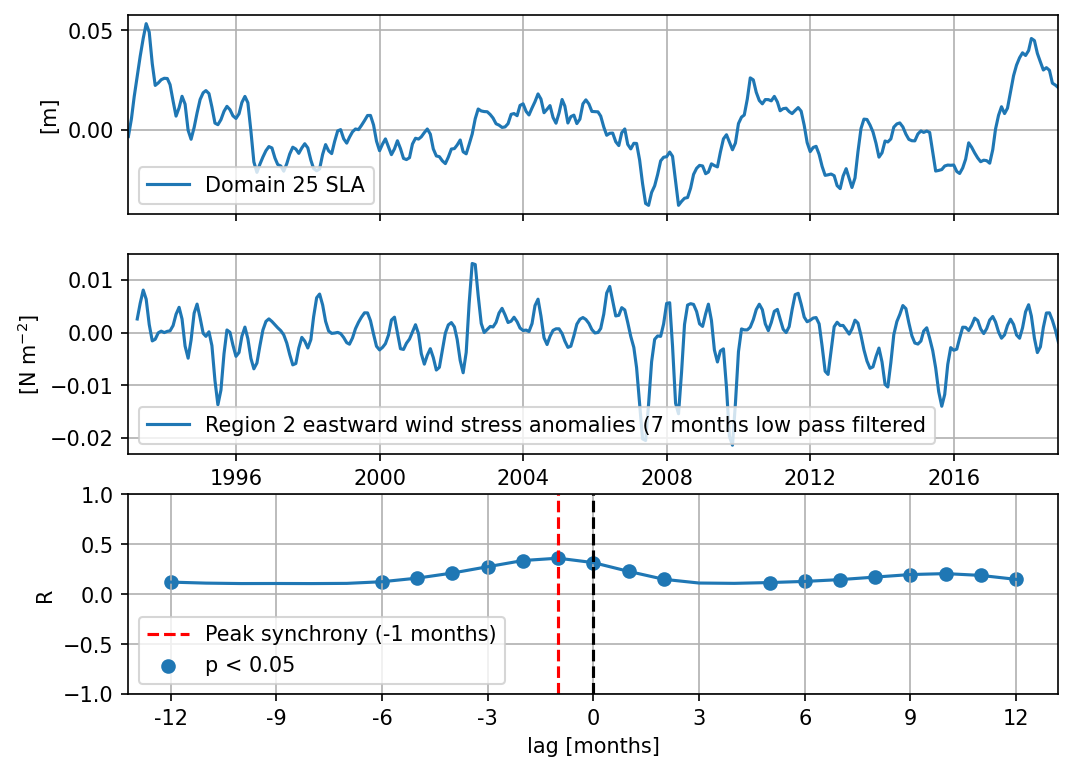 0.05
0.00
[m]
Domain 25 SLA
0.01
0.00
−0.01
−0.02
[N m⁻²]
Region 2 eastward wind stress anomalies (7 months low pass filtered
1996 2000 2004 2008 2012 2016
1.0
0.5
0.0
−0.5
−1.0
R
Peak synchrony (-1 months)
p < 0.05
-12 -9 -6 -3 0 3 6 9 12
lag [months]